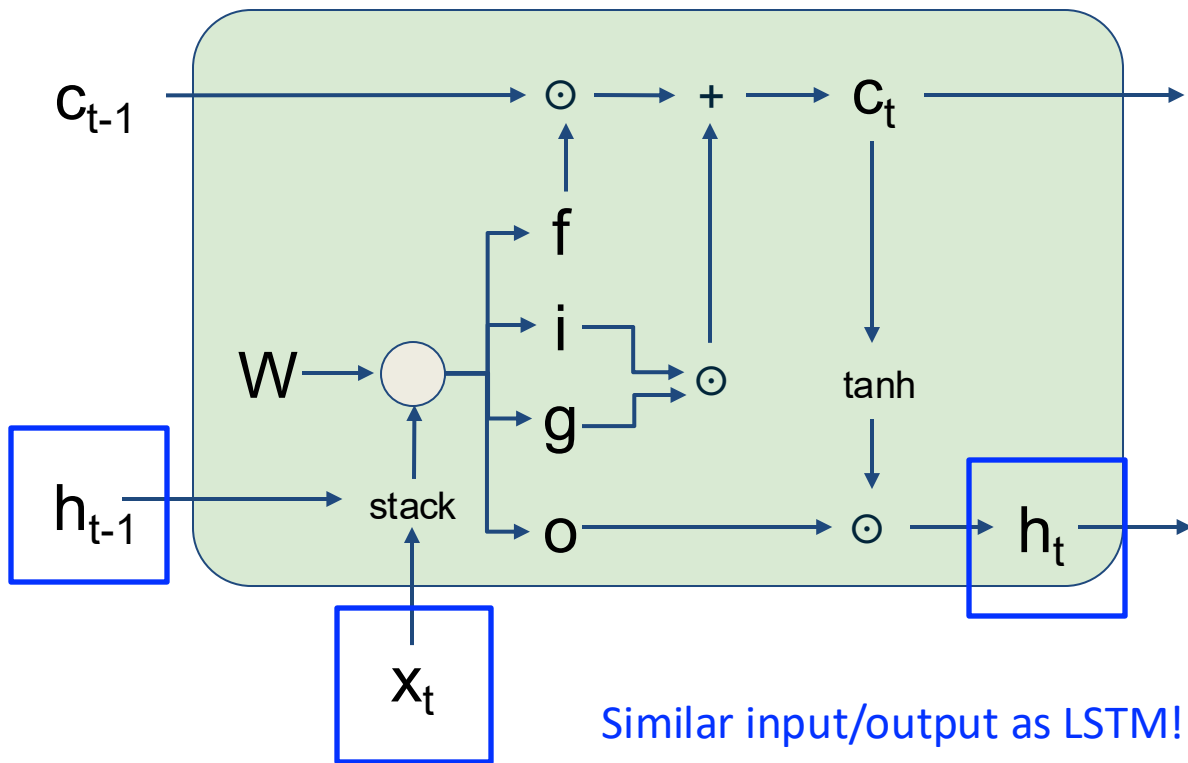 c_{t-1} ⊙ + c_t
f
i
W ⊙ tanh
g
h_{t-1} stack o ⊙ h_t
x_t
Similar input/output as LSTM!